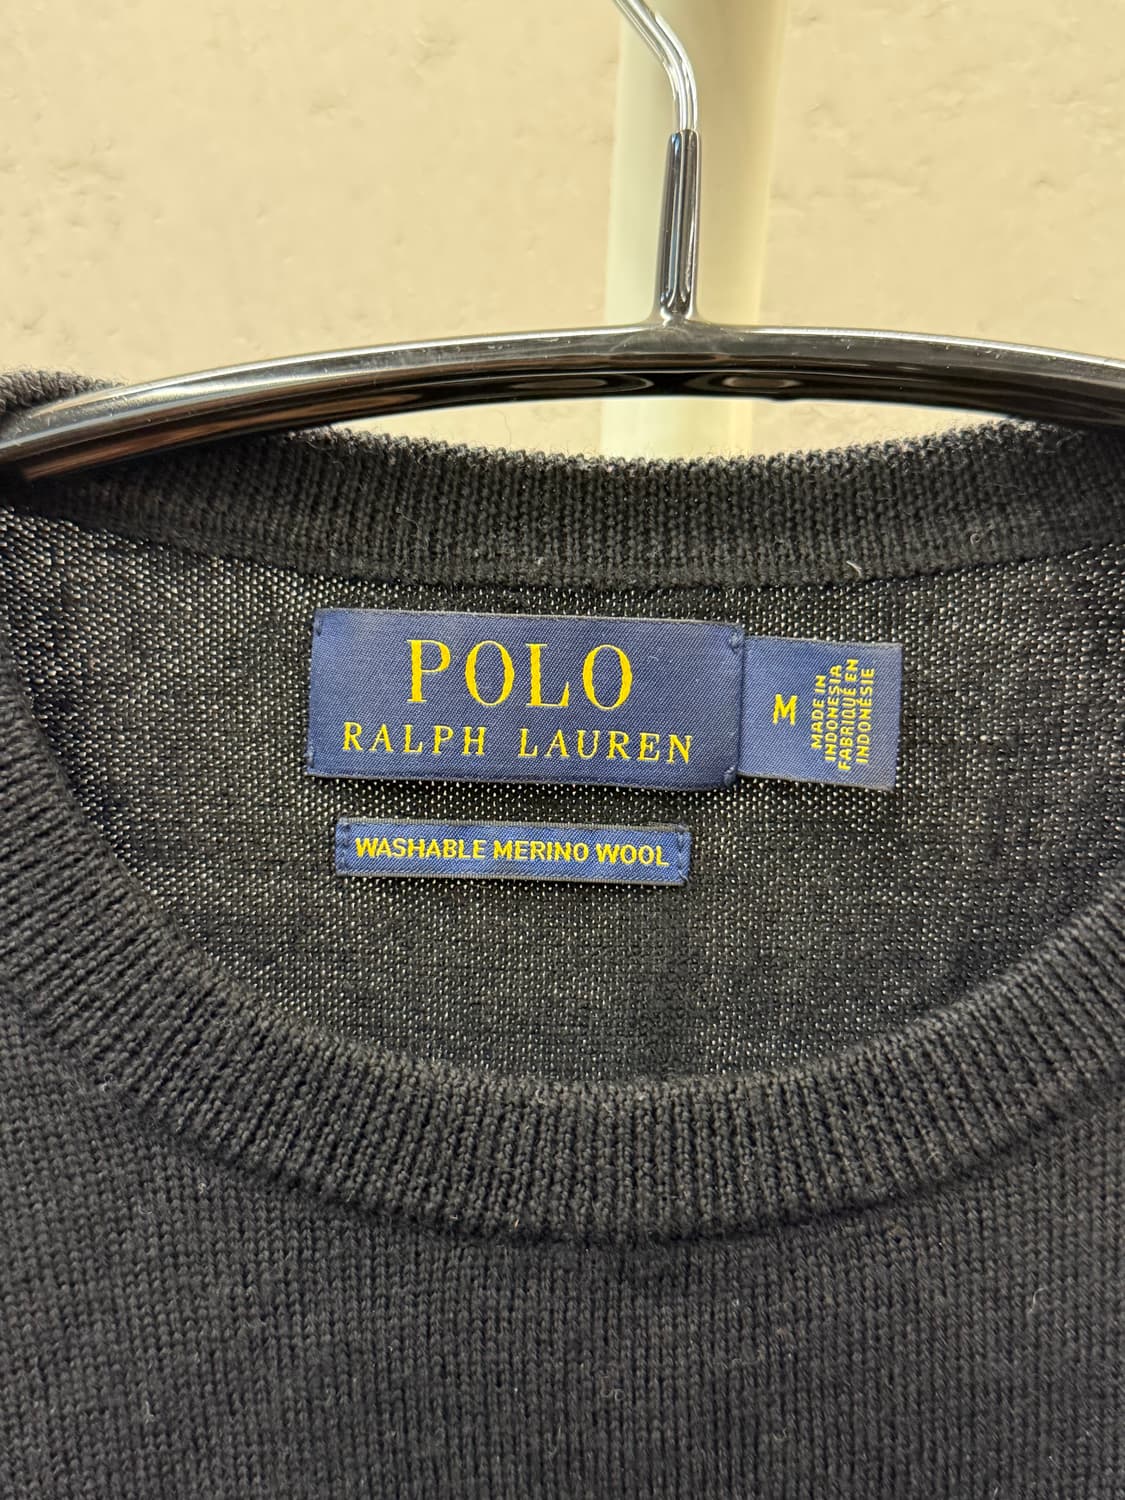 POLO
RALPH LAUREN
M
MADE IN
INDONESIA
FABRIQUÉ EN
INDONÉSIE
WASHABLE MERINO WOOL